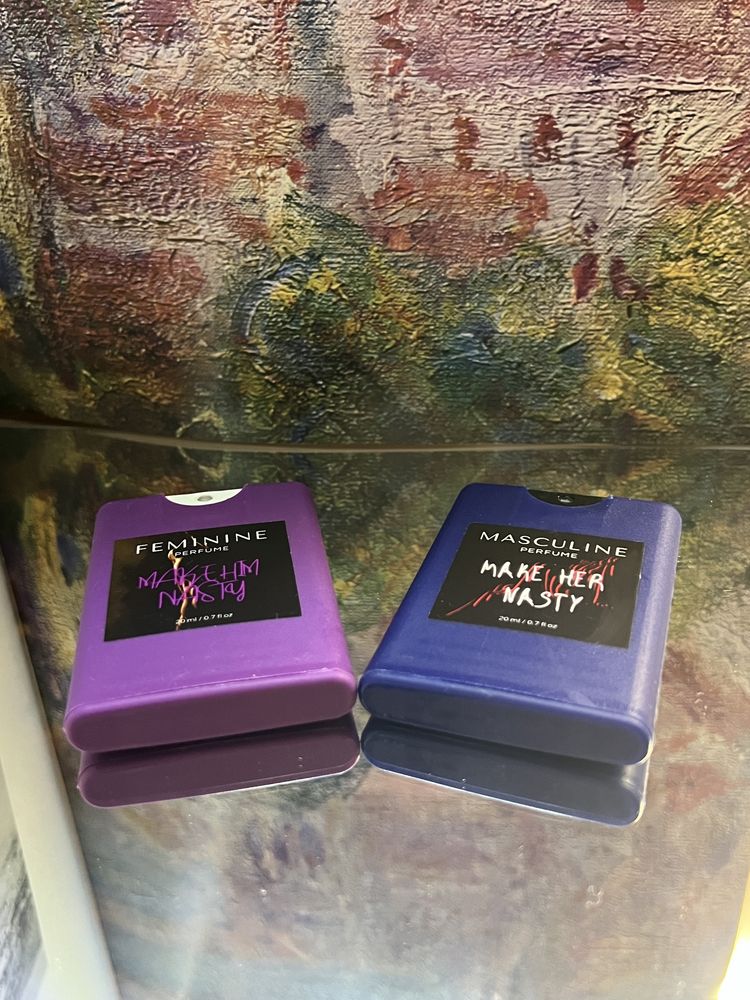 FEMININE
PERFUME
MAKE HIM
NASTY
20 ml / 0.7 fl oz
MASCULINE
PERFUME
MAKE HER
NASTY
20 ml / 0.7 fl oz